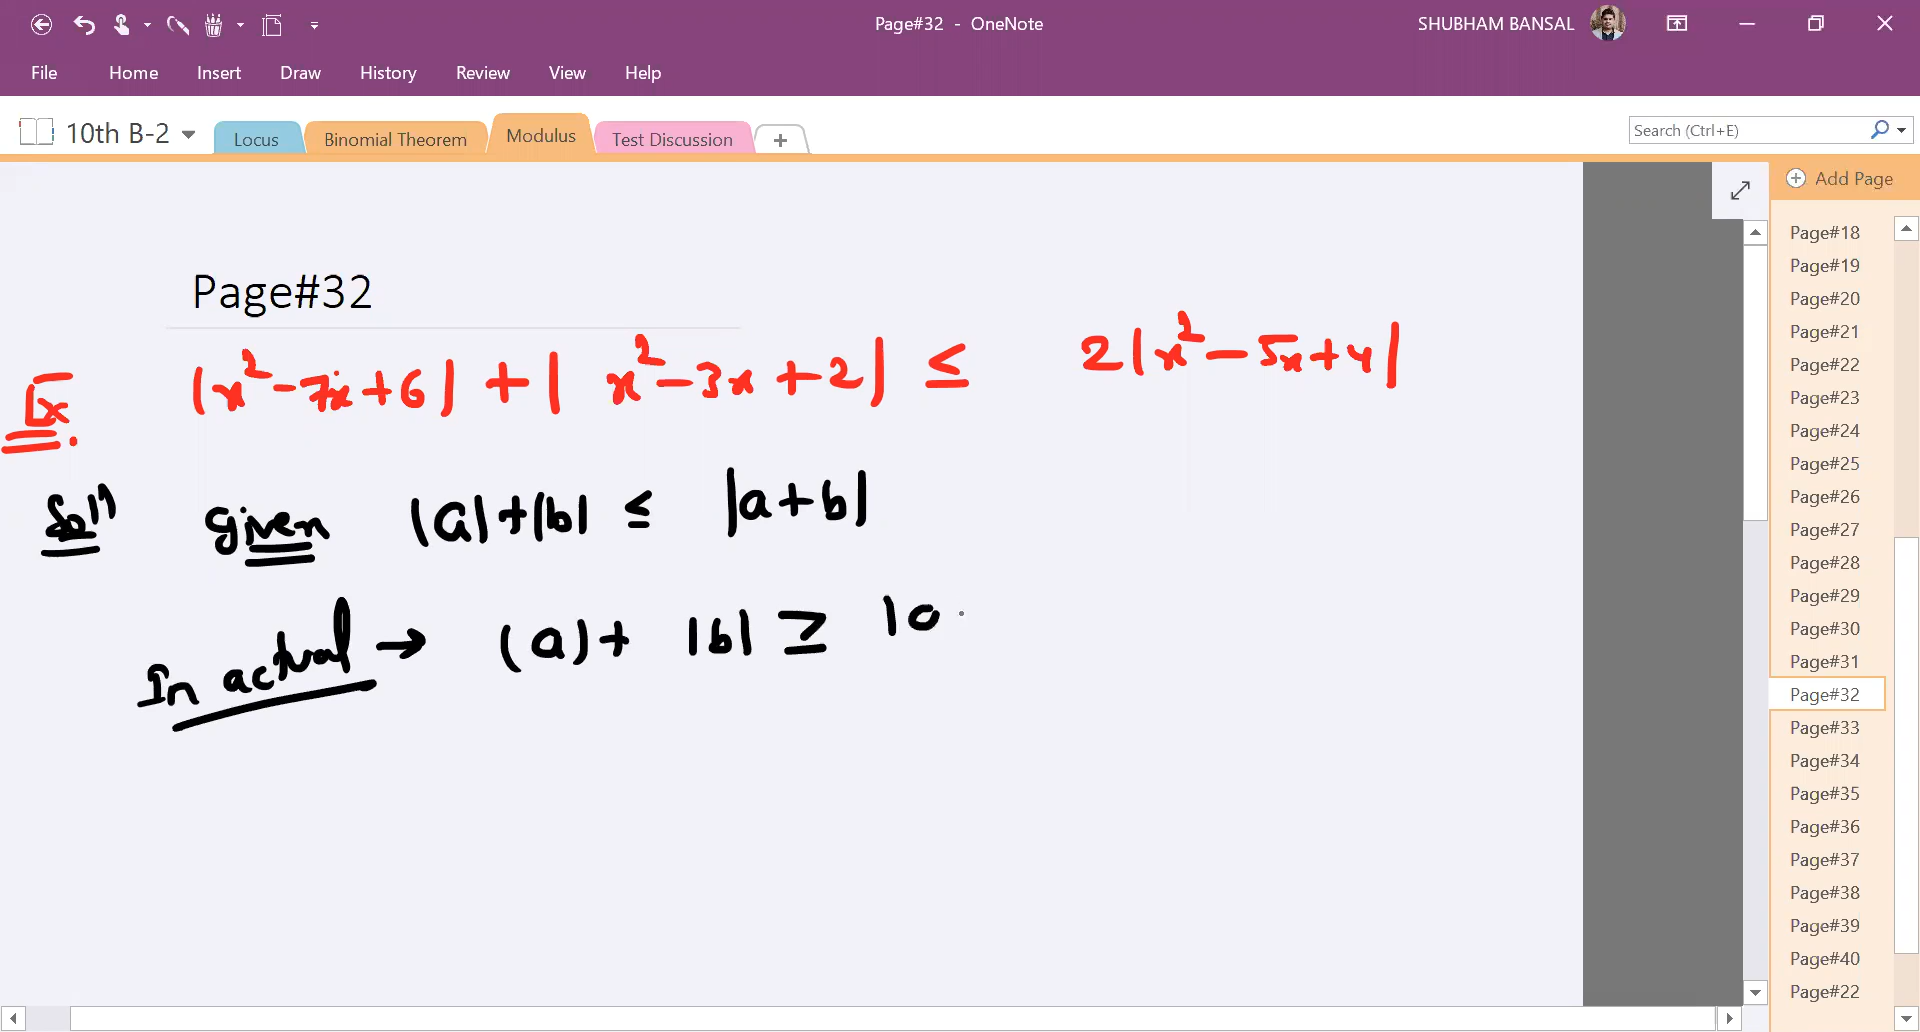 Page#32 - OneNote
SHUBHAM BANSAL
File Home Insert Draw History Review View Help
10th B-2 Locus Binomial Theorem Modulus Test Discussion +
Search (Ctrl+E)
Add Page
Page#32
Ex. |x²-7x+6| + |x²-3x+2| ≤ 2|x²-5x+4|
Solⁿ given |a|+|b| ≤ |a+b|
In actual → |a|+ |b| ≥ |a
Page#18
Page#19
Page#20
Page#21
Page#22
Page#23
Page#24
Page#25
Page#26
Page#27
Page#28
Page#29
Page#30
Page#31
Page#32
Page#33
Page#34
Page#35
Page#36
Page#37
Page#38
Page#39
Page#40
Page#22